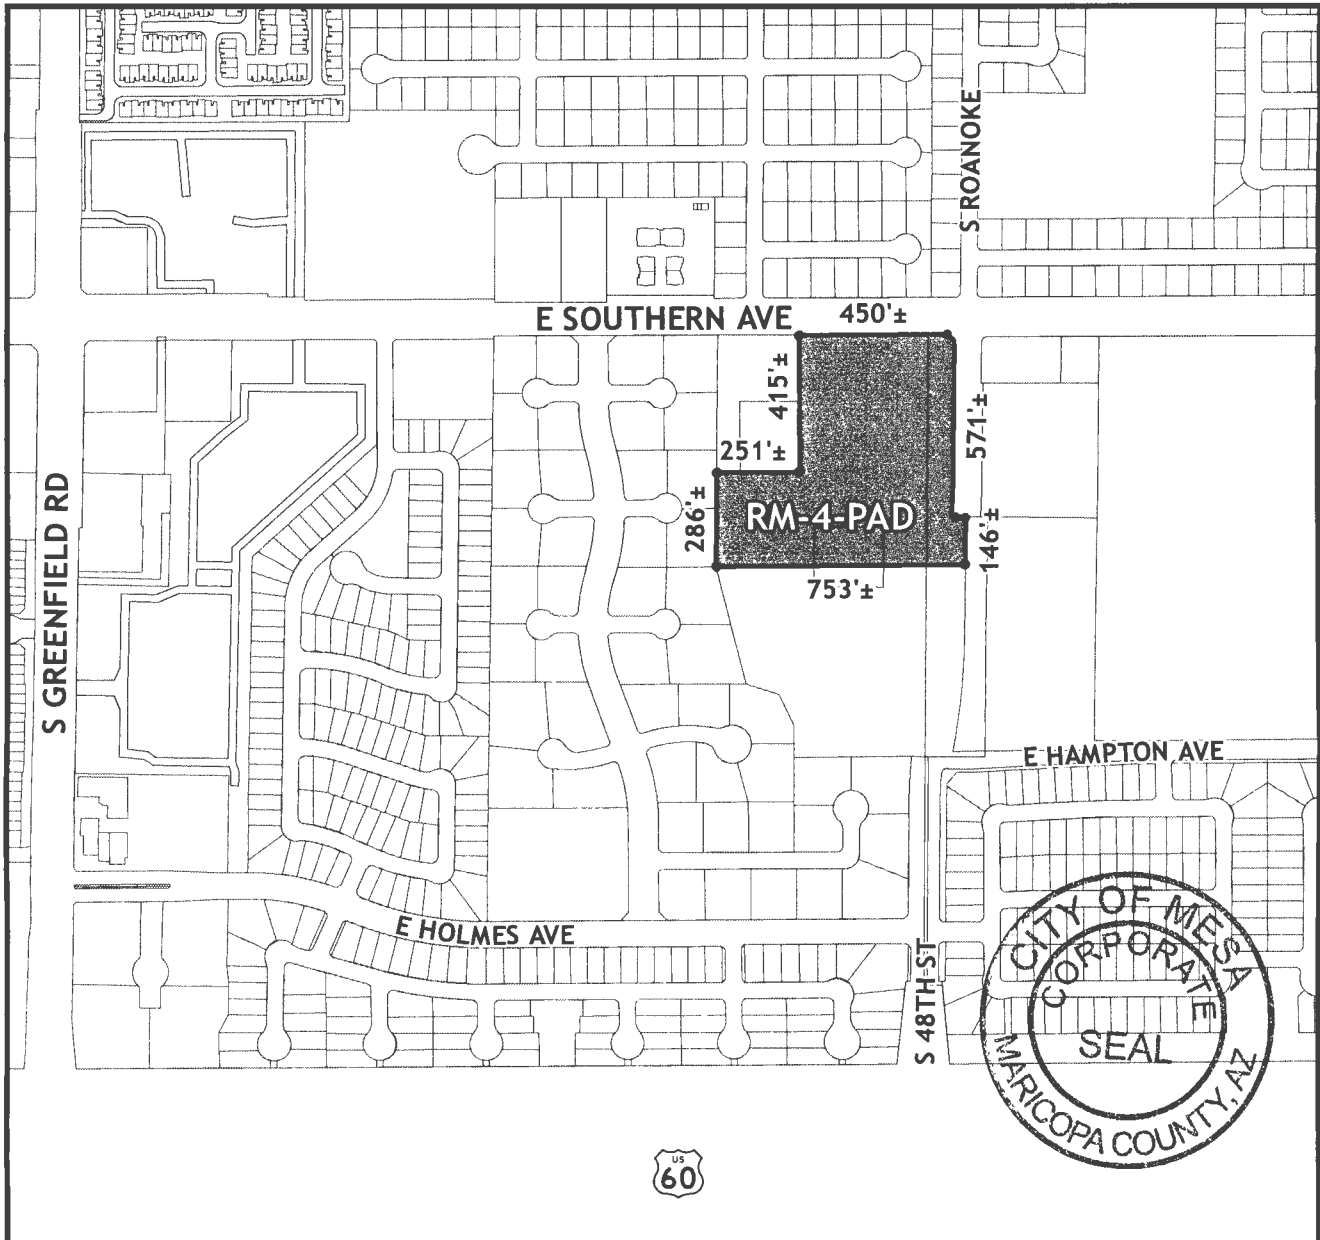 S ROANOKE
E SOUTHERN AVE
450'±
415'±
571'±
251'±
286'±
RM-4-PAD
146'±
753'±
S GREENFIELD RD
E HAMPTON AVE
E HOLMES AVE
S 48TH ST
CITY OF MESA
CORPORATE
SEAL
MARICOPA COUNTY, AZ
US
60